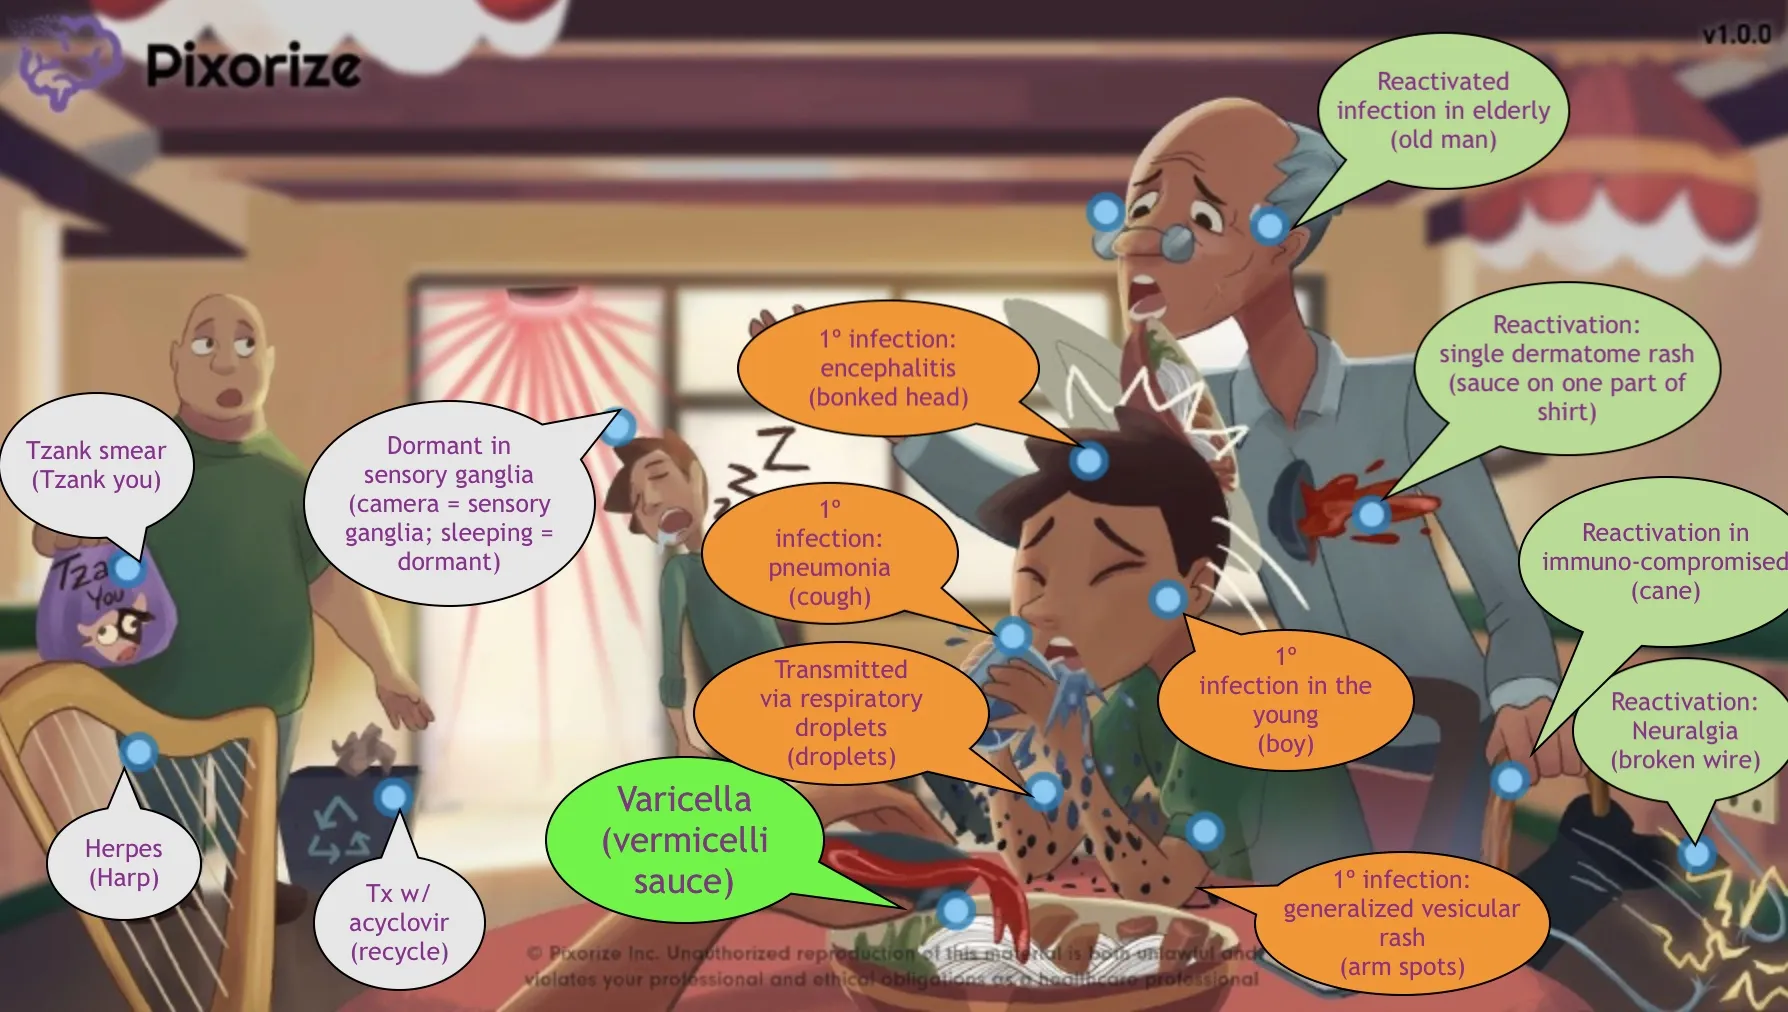 Pixorize
v1.0.0
Reactivated
infection in elderly
(old man)
1º infection:
encephalitis
(bonked head)
Reactivation:
single dermatome rash
(sauce on one part of
shirt)
Tzank smear
(Tzank you)
Dormant in
sensory ganglia
(camera = sensory
ganglia; sleeping =
dormant)
Z
z
z
z
1º
infection:
pneumonia
(cough)
Reactivation in
immuno-compromised
(cane)
Tza
You
Transmitted
via respiratory
droplets
(droplets)
1º
infection in the
young
(boy)
Reactivation:
Neuralgia
(broken wire)
Varicella
(vermicelli
sauce)
Herpes
(Harp)
Tx w/
acyclovir
(recycle)
1º infection:
generalized vesicular
rash
(arm spots)
© Pixorize Inc. Unauthorized reproduction of this material is both unlawful and
violates your professional and ethical obligations as a healthcare professional